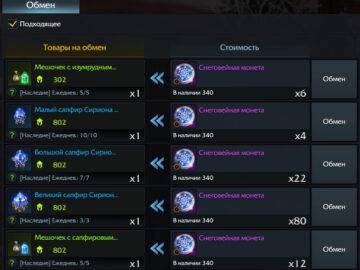 Обмен
Подходящее
Товары на обмен
Стоимость
Мешочек с изумрудным...
302
[Наследие] Ежеднев.: 5/5
x1
Снеговейная монета
В наличии 340
x6
Обмен
Малый сапфир Сириона ...
802
[Наследие] Ежеднев.: 10/10
x1
Снеговейная монета
В наличии 340
x4
Обмен
Большой сапфир Сирио...
802
[Наследие] Ежеднев.: 7/7
x1
Снеговейная монета
В наличии 340
x22
Обмен
Великий сапфир Сирион...
802
[Наследие] Ежеднев.: 3/3
x1
Снеговейная монета
В наличии 340
x80
Обмен
Мешочек с сапфировым...
802
[Наследие] Ежеднев.: 5/5
x1
Снеговейная монета
В наличии 340
x12
Обмен